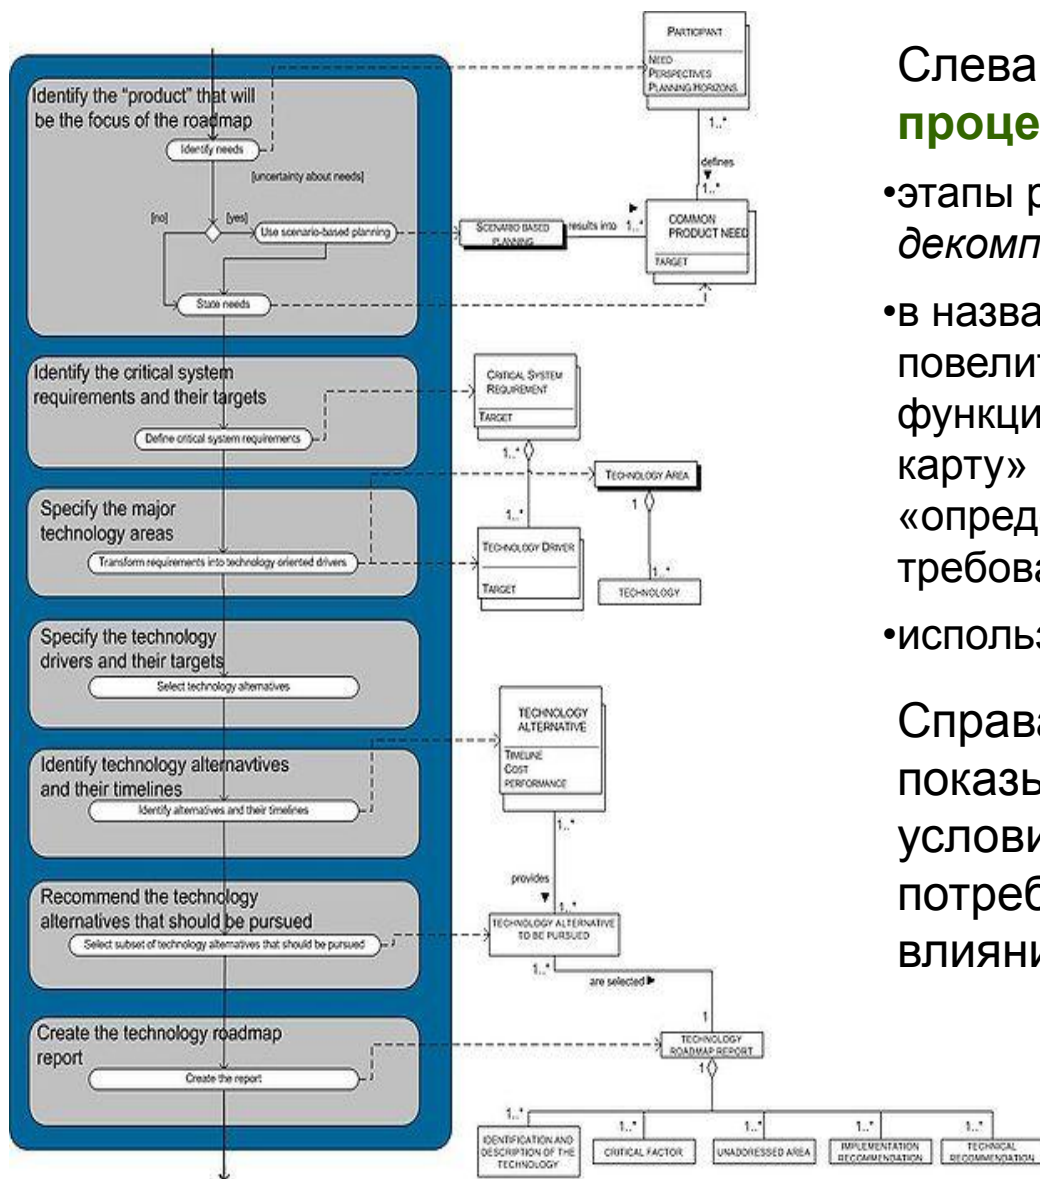 Identify the “product” that will
be the focus of the roadmap
Identify needs
[uncertainty about needs]
[no]
[yes]
Use scenario-based planning
State needs
Identify the critical system
requirements and their targets
Define critical system requirements
Specify the major
technology areas
Transform requirements into technology oriented drivers
Specify the technology
drivers and their targets
Select technology alternatives
Identify technology alternavtives
and their timelines
Identify alternatives and their timelines
Recommend the technology
alternatives that should be pursued
Select subset of technology alternatives that should be pursued
Create the technology roadmap
report
Create the report
PARTICIPANT
NEED
PERSPECTIVES
PLANNING HORIZONS
1..*
defines
1..*
SCENARIO BASED
PLANNING
results into
1..*
COMMON
PRODUCT NEED
TARGET
CRITICAL SYSTEM
REQUIREMENT
TARGET
1..*
TECHNOLOGY AREA
1
1..*
TECHNOLOGY DRIVER
TARGET
1..*
TECHNOLOGY
TECHNOLOGY
ALTERNATIVE
TIMELINE
COST
PERFORMANCE
1..*
provides
1..*
TECHNOLOGY ALTERNATIVE
TO BE PURSUED
1..*
are selected
1
TECHNOLOGY
ROADMAP REPORT
1
1..*
1..*
1..*
1..*
1..*
IDENTIFICATION AND
DESCRIPTION OF THE
TECHNOLOGY
CRITICAL FACTOR
UNADDRESSED AREA
IMPLEMENTATION
RECOMMENDATION
TECHNICAL
RECOMMENDATION
Слева
проце
•этапы р
декомп
•в назва
повелит
функци
карту»
«опред
требова
•исполь
Справа
показы
услови
потреб
влияни